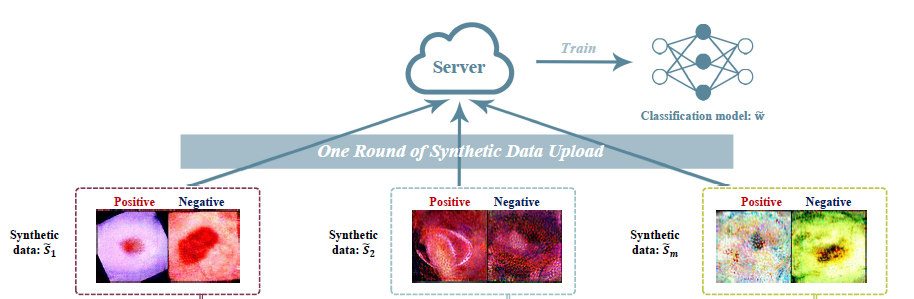 Server
Train
Classification model: w̃
One Round of Synthetic Data Upload
Positive Negative
Synthetic
data: S̃₁
Positive Negative
Synthetic
data: S̃₂
Positive Negative
Synthetic
data: S̃ₘ